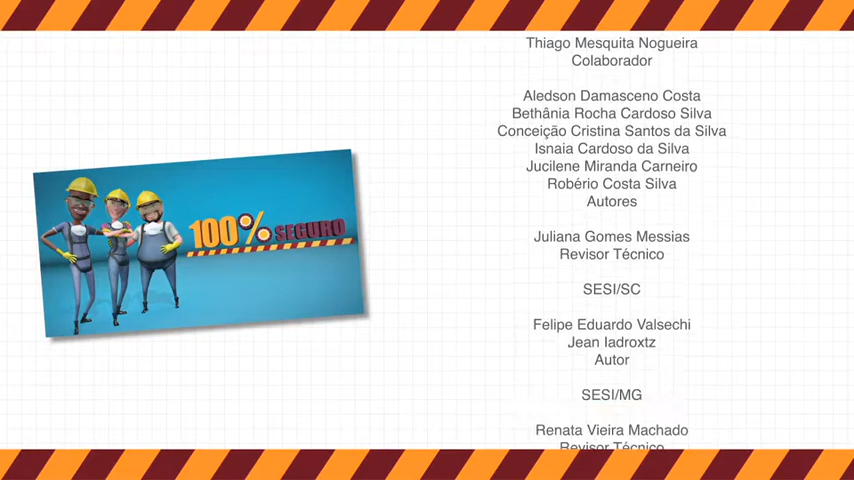 Thiago Mesquita Nogueira
Colaborador
Aledson Damasceno Costa
Bethânia Rocha Cardoso Silva
Conceição Cristina Santos da Silva
Isnaia Cardoso da Silva
Jucilene Miranda Carneiro
Robério Costa Silva
Autores
Juliana Gomes Messias
Revisor Técnico
SESI/SC
Felipe Eduardo Valsechi
Jean Iadroxtz
Autor
SESI/MG
Renata Vieira Machado
Revisor Técnico
100% SEGURO